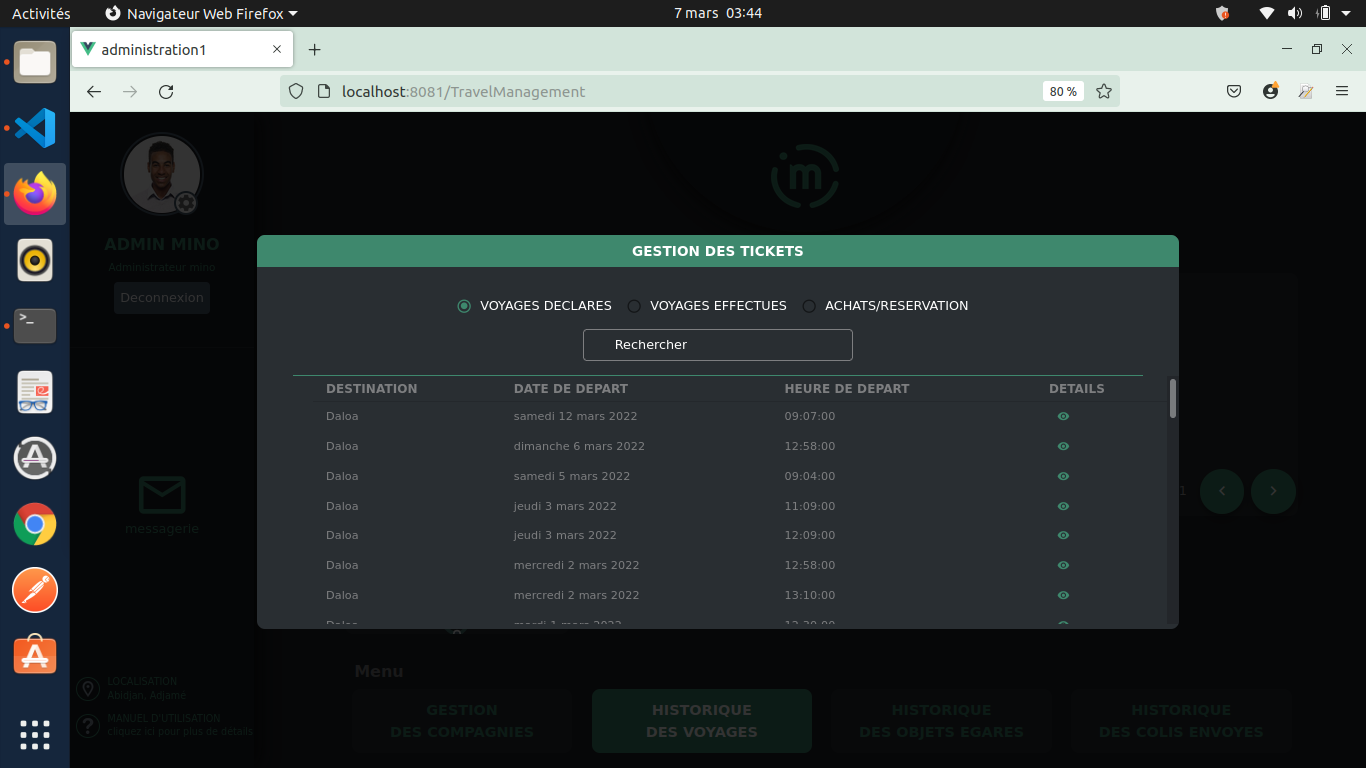 Activités
Navigateur Web Firefox
7 mars 03:44
administration1
localhost:8081/TravelManagement
80 %
m
ADMIN MINO
Administrateur mino
Deconnexion
GESTION DES TICKETS
VOYAGES DECLARES VOYAGES EFFECTUES ACHATS/RESERVATION
Rechercher
DESTINATION DATE DE DEPART HEURE DE DEPART DETAILS
Daloa samedi 12 mars 2022 09:07:00
Daloa dimanche 6 mars 2022 12:58:00
Daloa samedi 5 mars 2022 09:04:00
Daloa jeudi 3 mars 2022 11:09:00
Daloa jeudi 3 mars 2022 12:09:00
Daloa mercredi 2 mars 2022 12:58:00
Daloa mercredi 2 mars 2022 13:10:00
Daloa mardi 1 mars 2022
1
messagerie
Menu
LOCALISATION
Abidjan, Adjamé
MANUEL D'UTILISATION
cliquez ici pour plus de détails
GESTION
DES COMPAGNIES
HISTORIQUE
DES VOYAGES
HISTORIQUE
DES OBJETS EGARES
HISTORIQUE
DES COLIS ENVOYES